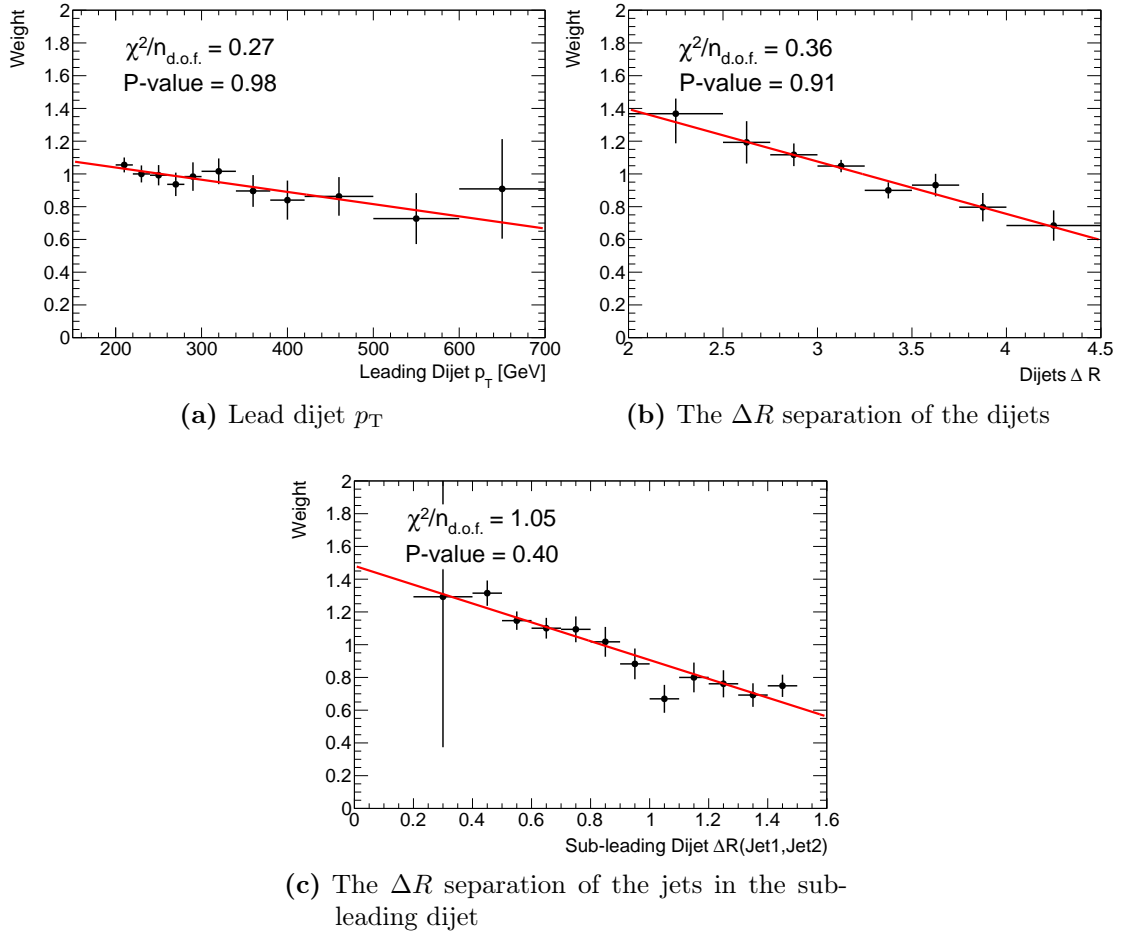 Weight
2
1.8
1.6
1.4
1.2
1
0.8
0.6
0.4
0.2
0
χ²/n_d.o.f. = 0.27
P-value = 0.98
200 300 400 500 600 700
Leading Dijet p_T [GeV]
(a) Lead dijet p_T
Weight
2
1.8
1.6
1.4
1.2
1
0.8
0.6
0.4
0.2
0
χ²/n_d.o.f. = 0.36
P-value = 0.91
2 2.5 3 3.5 4 4.5
Dijets Δ R
(b) The ΔR separation of the dijets
Weight
2
1.8
1.6
1.4
1.2
1
0.8
0.6
0.4
0.2
0
χ²/n_d.o.f. = 1.05
P-value = 0.40
0 0.2 0.4 0.6 0.8 1 1.2 1.4 1.6
Sub-leading Dijet ΔR(Jet1,Jet2)
(c) The ΔR separation of the jets in the sub-
leading dijet